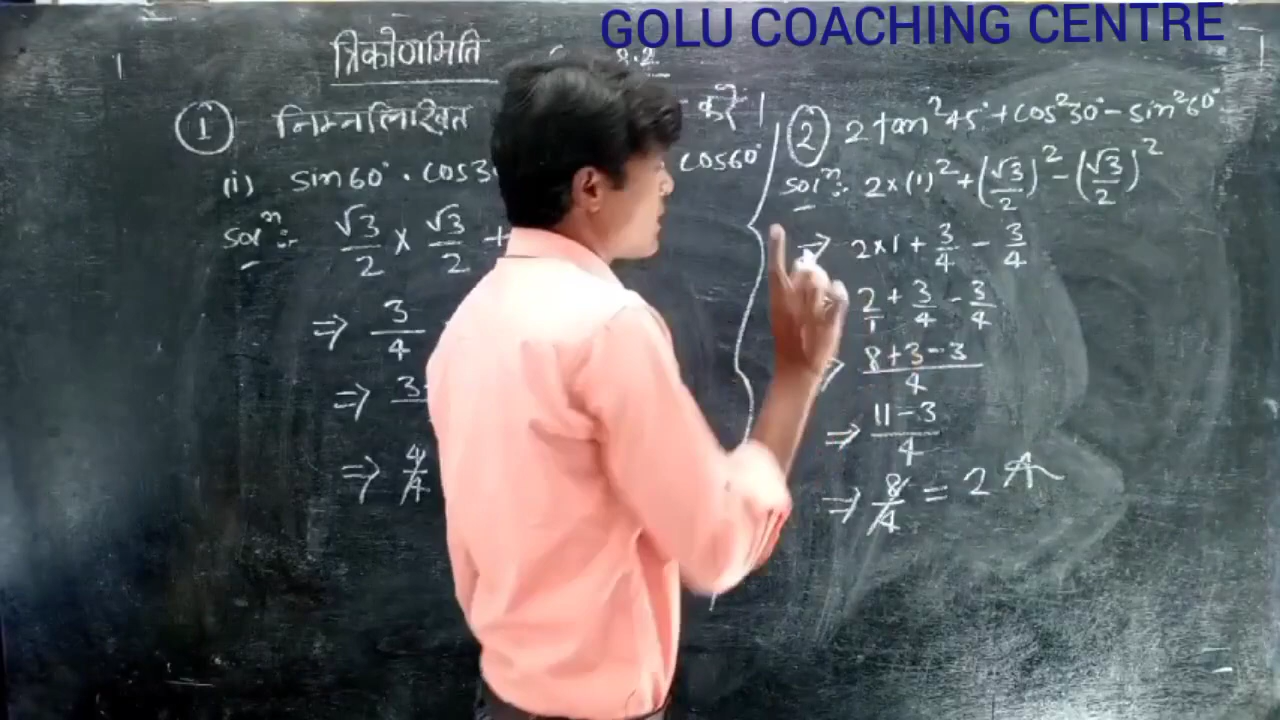 GOLU COACHING CENTRE
त्रिकोणमिति 8.2
① निम्नलिखित करें।
(i) sin60° . cos3 cos60°
Solⁿ:- √3/2 × √3/2 +
⇒ 3/4
⇒ 3
⇒ 4/4
② 2tan²45° + cos²30° - sin²60°
Solⁿ:- 2×(1)² + (√3/2)² - (√3/2)²
⇒ 2×1 + 3/4 - 3/4
2/1 + 3/4 - 3/4
⇒ 8+3-3/4
⇒ 11-3/4
⇒ 8/4 = 2